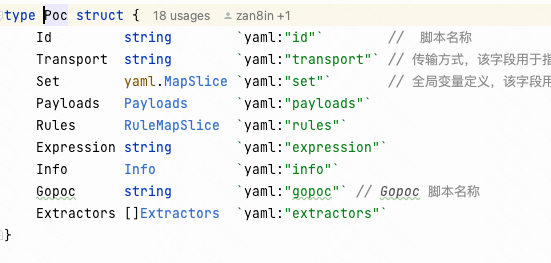 type Poc struct { 18 usages zan8in +1
Id string `yaml:"id"` // 脚本名称
Transport string `yaml:"transport"` // 传输方式，该字段用于指
Set yaml.MapSlice `yaml:"set"` // 全局变量定义，该字段用
Payloads Payloads `yaml:"payloads"`
Rules RuleMapSlice `yaml:"rules"`
Expression string `yaml:"expression"`
Info Info `yaml:"info"`
Gopoc string `yaml:"gopoc"` // Gopoc 脚本名称
Extractors []Extractors `yaml:"extractors"`
}